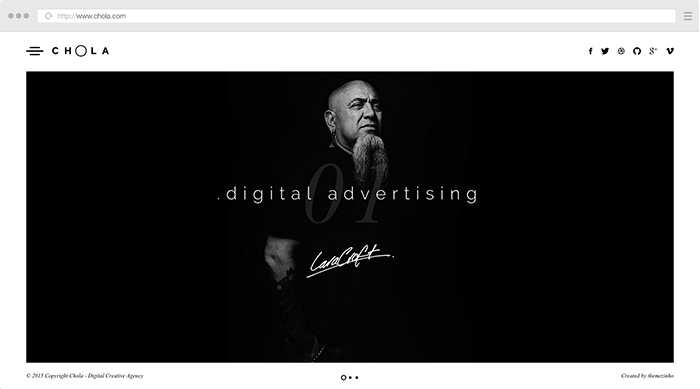 http://www.chola.com
CHOLA
01
.digital advertising
LaraCroft.
© 2015 Copyright Chola - Digital Creative Agency
Created by themezinho